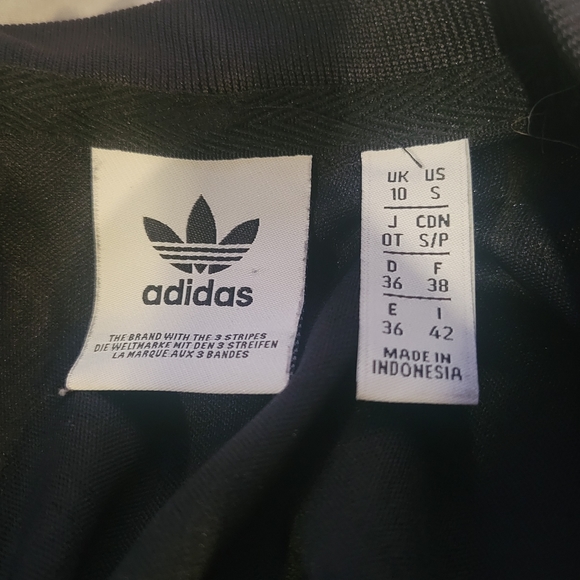 adidas
THE BRAND WITH THE 3 STRIPES
DIE WELTMARKE MIT DEN 3 STREIFEN
LA MARQUE AUX 3 BANDES
UK US
10 S
J CDN
OT S/P
D F
36 38
E I
36 42
MADE IN
INDONESIA